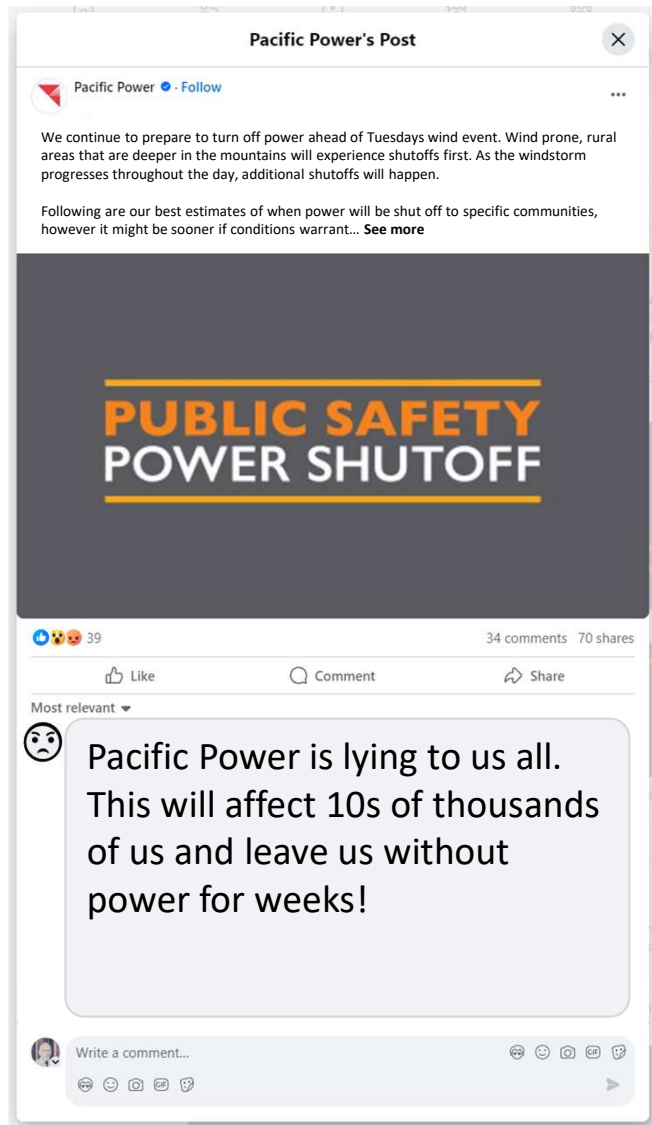 Pacific Power's Post
Pacific Power · Follow
We continue to prepare to turn off power ahead of Tuesdays wind event. Wind prone, rural
areas that are deeper in the mountains will experience shutoffs first. As the windstorm
progresses throughout the day, additional shutoffs will happen.
Following are our best estimates of when power will be shut off to specific communities,
however it might be sooner if conditions warrant... See more
PUBLIC SAFETY
POWER SHUTOFF
39
34 comments 70 shares
Like Comment Share
Most relevant
Pacific Power is lying to us all.
This will affect 10s of thousands
of us and leave us without
power for weeks!
Write a comment...
GIF
GIF